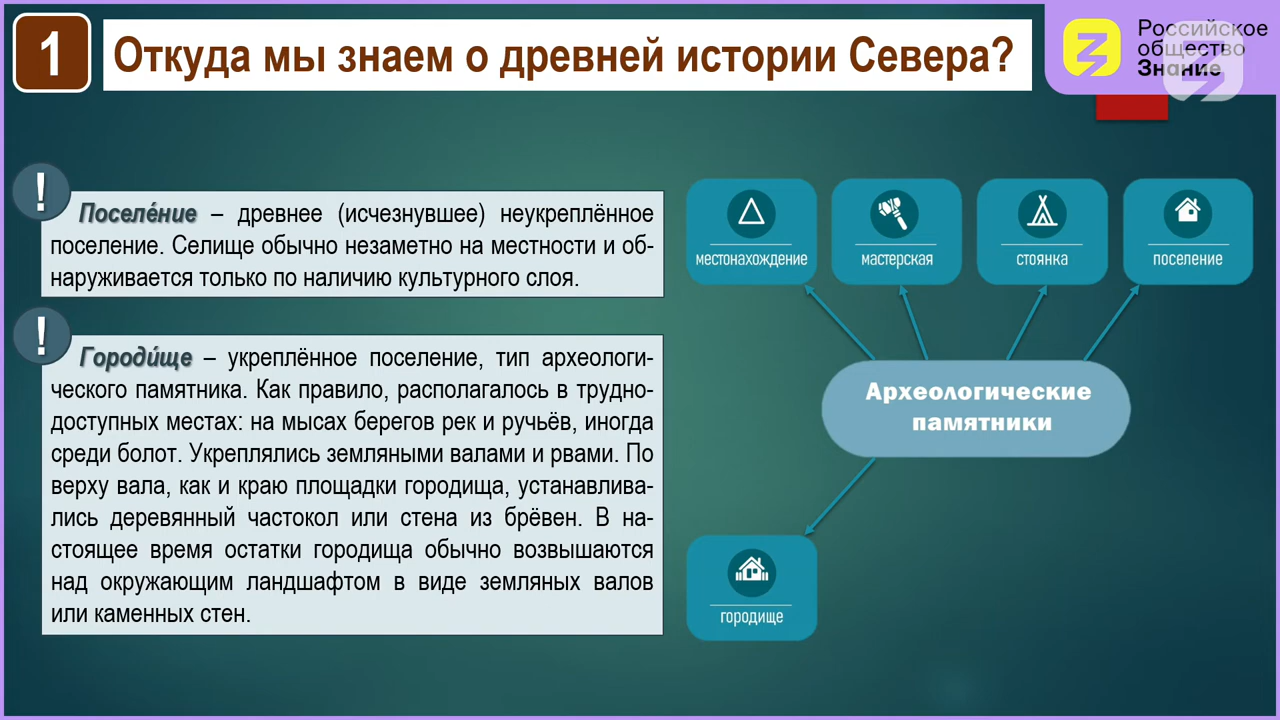 1
Откуда мы знаем о древней истории Севера?
Российское
общество
Знание
!
Поселе́ние – древнее (исчезнувшее) неукреплённое
поселение. Селище обычно незаметно на местности и об-
наруживается только по наличию культурного слоя.
!
Городи́ще – укреплённое поселение, тип археологи-
ческого памятника. Как правило, располагалось в трудно-
доступных местах: на мысах берегов рек и ручьёв, иногда
среди болот. Укреплялись земляными валами и рвами. По
верху вала, как и краю площадки городища, устанавлива-
лись деревянный частокол или стена из брёвен. В на-
стоящее время остатки городища обычно возвышаются
над окружающим ландшафтом в виде земляных валов
или каменных стен.
местонахождение
мастерская
стоянка
поселение
Археологические
памятники
городище